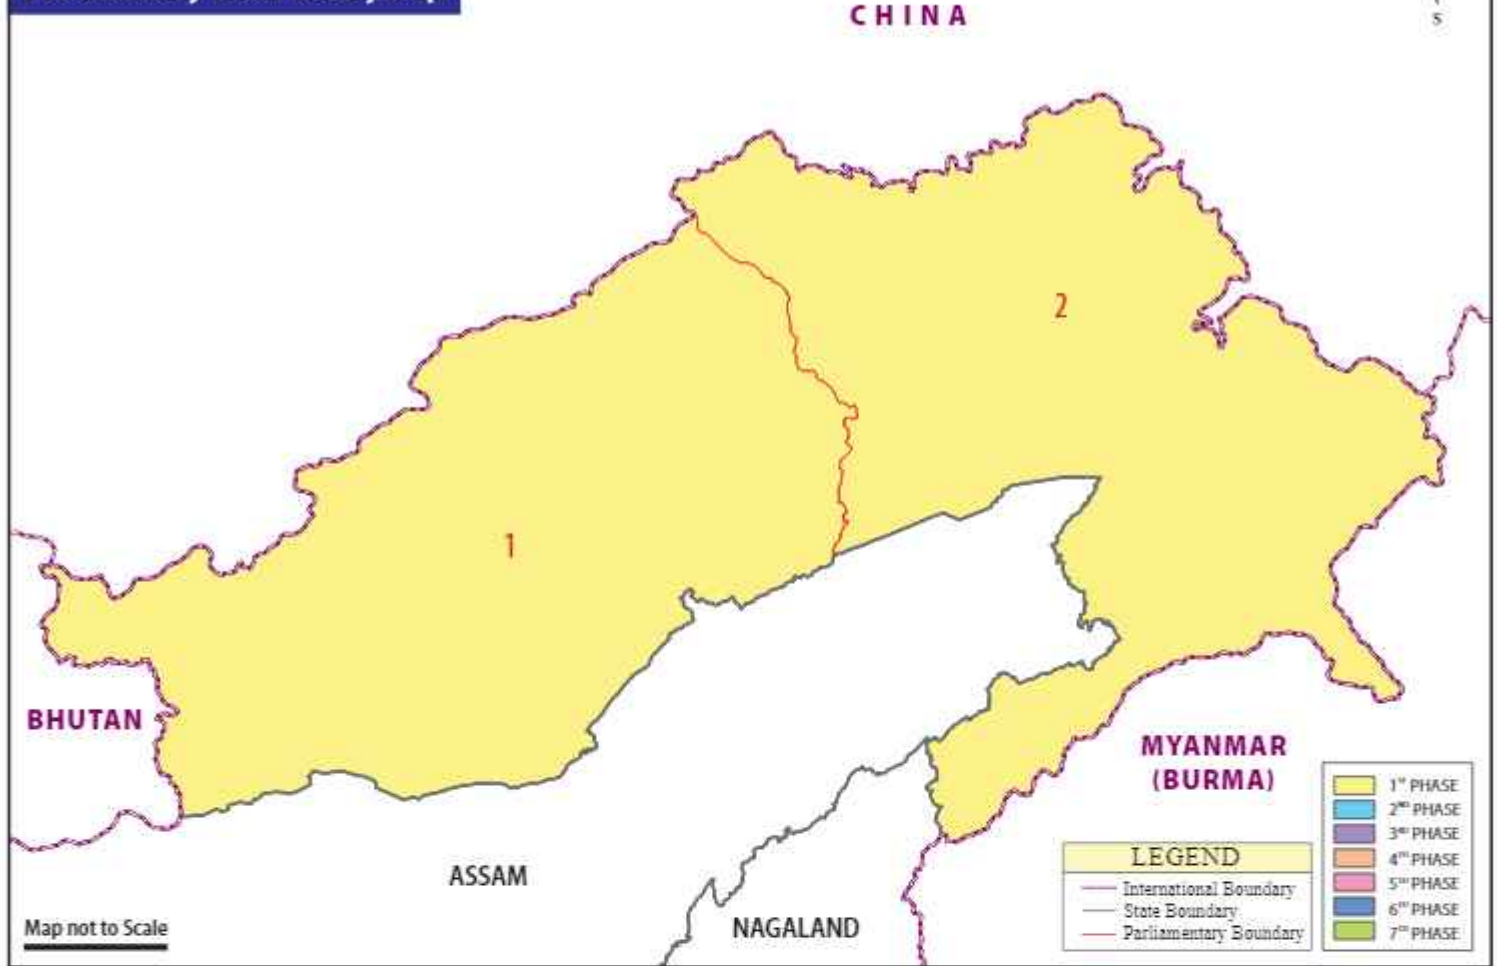 CHINA
S
2
1
BHUTAN
MYANMAR
(BURMA)
ASSAM
NAGALAND
Map not to Scale
LEGEND
International Boundary
State Boundary
Parliamentary Boundary
1ST PHASE
2ND PHASE
3RD PHASE
4TH PHASE
5TH PHASE
6TH PHASE
7TH PHASE